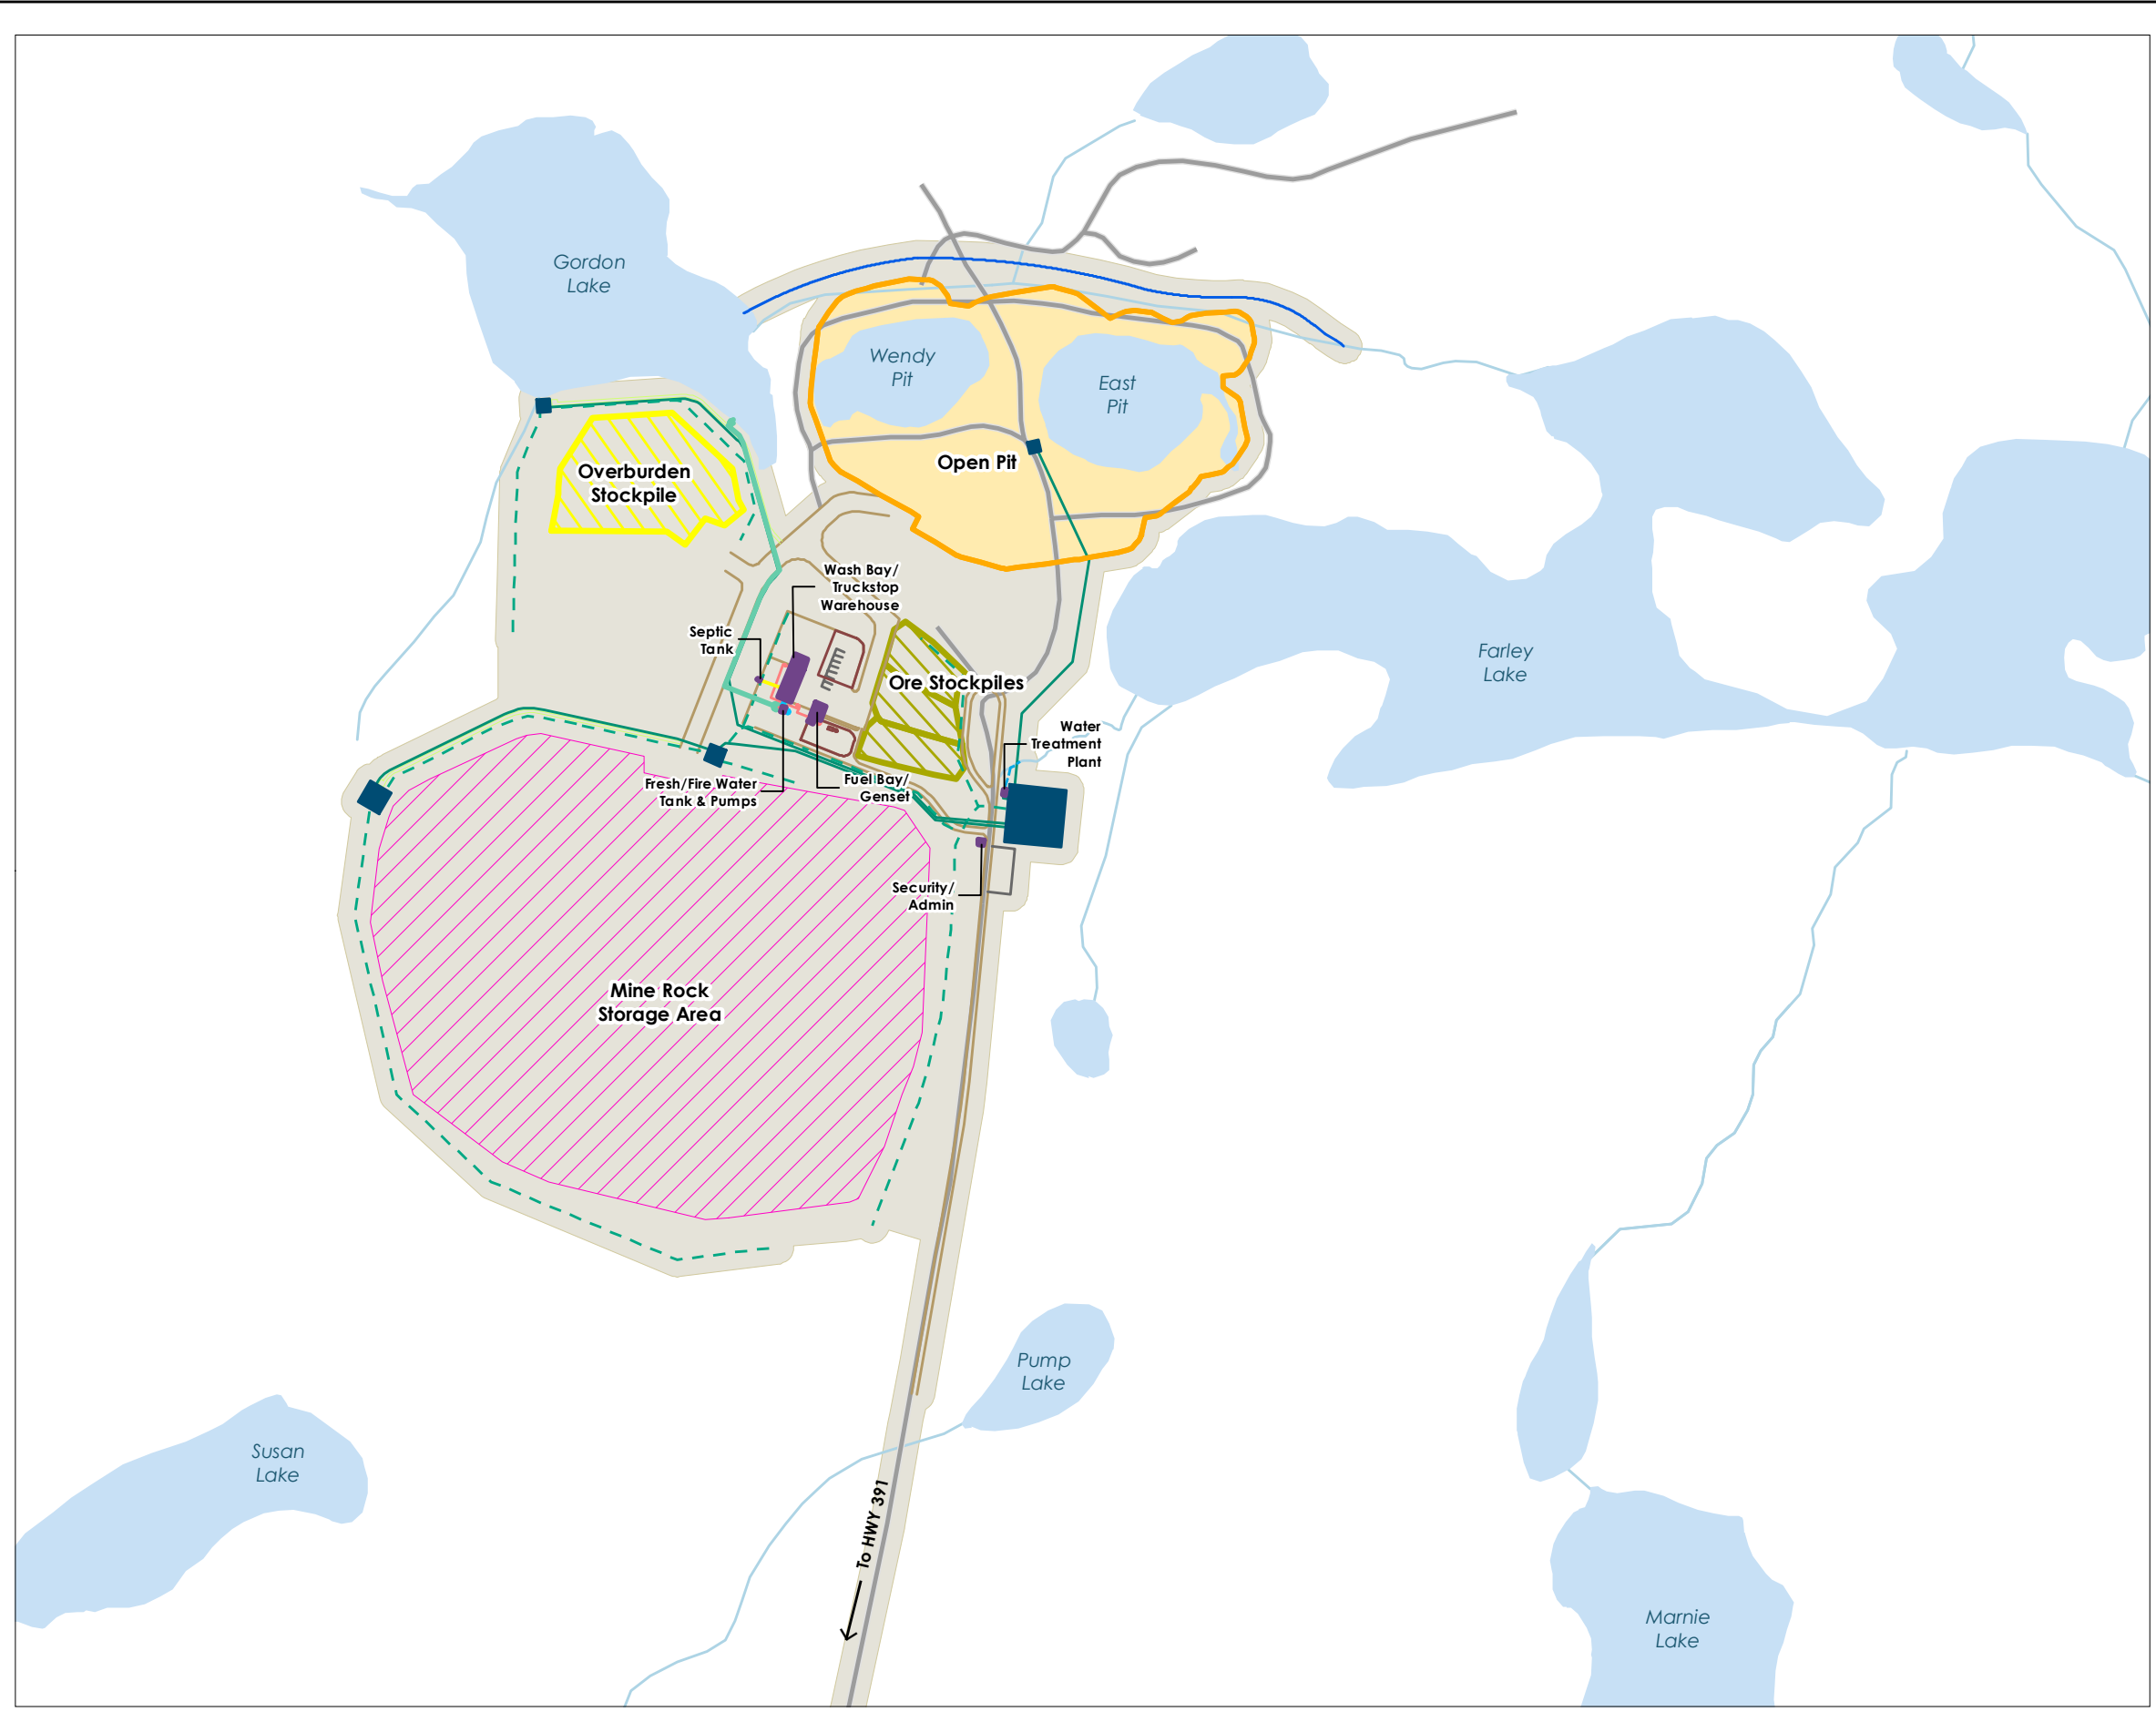 Gordon
Lake
Wendy
Pit
East
Pit
Open Pit
Overburden
Stockpile
Wash Bay/
Truckstop
Warehouse
Septic
Tank
Ore Stockpiles
Farley
Lake
Water
Treatment
Plant
Fresh/Fire Water
Tank & Pumps
Fuel Bay/
Genset
Security/
Admin
Mine Rock
Storage Area
Pump
Lake
Susan
Lake
To HWY 391
Marnie
Lake